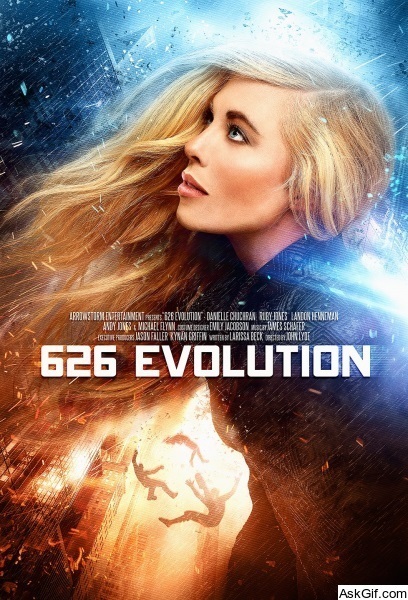 ARROWSTORM ENTERTAINMENT PRESENTS "626 EVOLUTION" DANIELLE CHUCHRAN RUBY JONES LANDON HENNEMAN
ANDY JONES & MICHAEL FLYNN COSTUME DESIGNER EMILY JACOBSON MUSIC BY JAMES SCHAFER
EXECUTIVE PRODUCERS JASON FALLER KYNAN GRIFFIN WRITTEN BY LARISSA BECK DIRECTED BY JOHN LYDE
626 EVOLUTION
AskGif.com